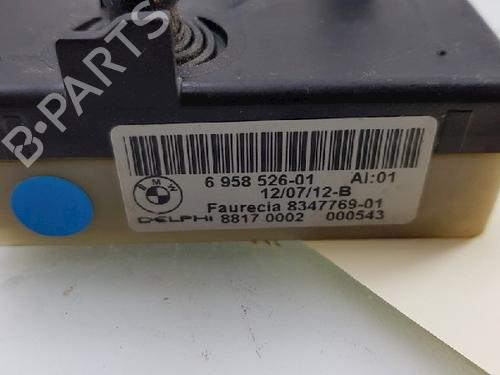 B-PARTS
BMW
6 958 526-01 AI:01
12/07/12-B
Faurecia 8347769-01
DELPHI 8817 0002 000543